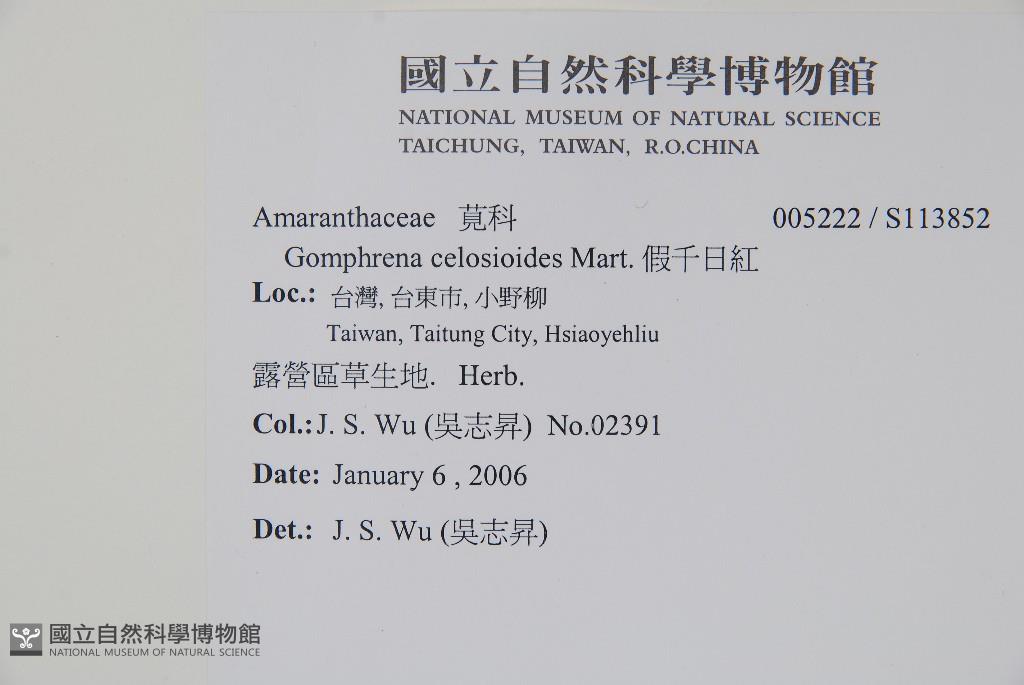 國立自然科學博物館
NATIONAL MUSEUM OF NATURAL SCIENCE
TAICHUNG, TAIWAN, R.O.CHINA
Amaranthaceae 莧科 005222 / S113852
Gomphrena celosioides Mart. 假千日紅
Loc.: 台灣, 台東市, 小野柳
Taiwan, Taitung City, Hsiaoyehliu
露營區草生地. Herb.
Col.: J. S. Wu (吳志昇) No.02391
Date: January 6 , 2006
Det.: J. S. Wu (吳志昇)
國立自然科學博物館
NATIONAL MUSEUM OF NATURAL SCIENCE